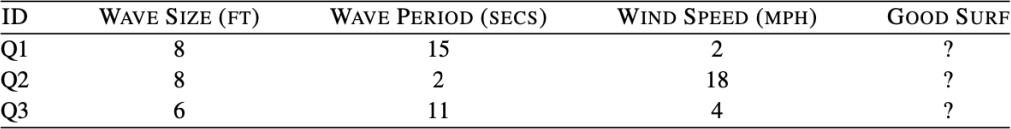 ID WAVE SIZE (FT) WAVE PERIOD (SECS) WIND SPEED (MPH) GOOD SURF
Q1 8 15 2 ?
Q2 8 2 18 ?
Q3 6 11 4 ?